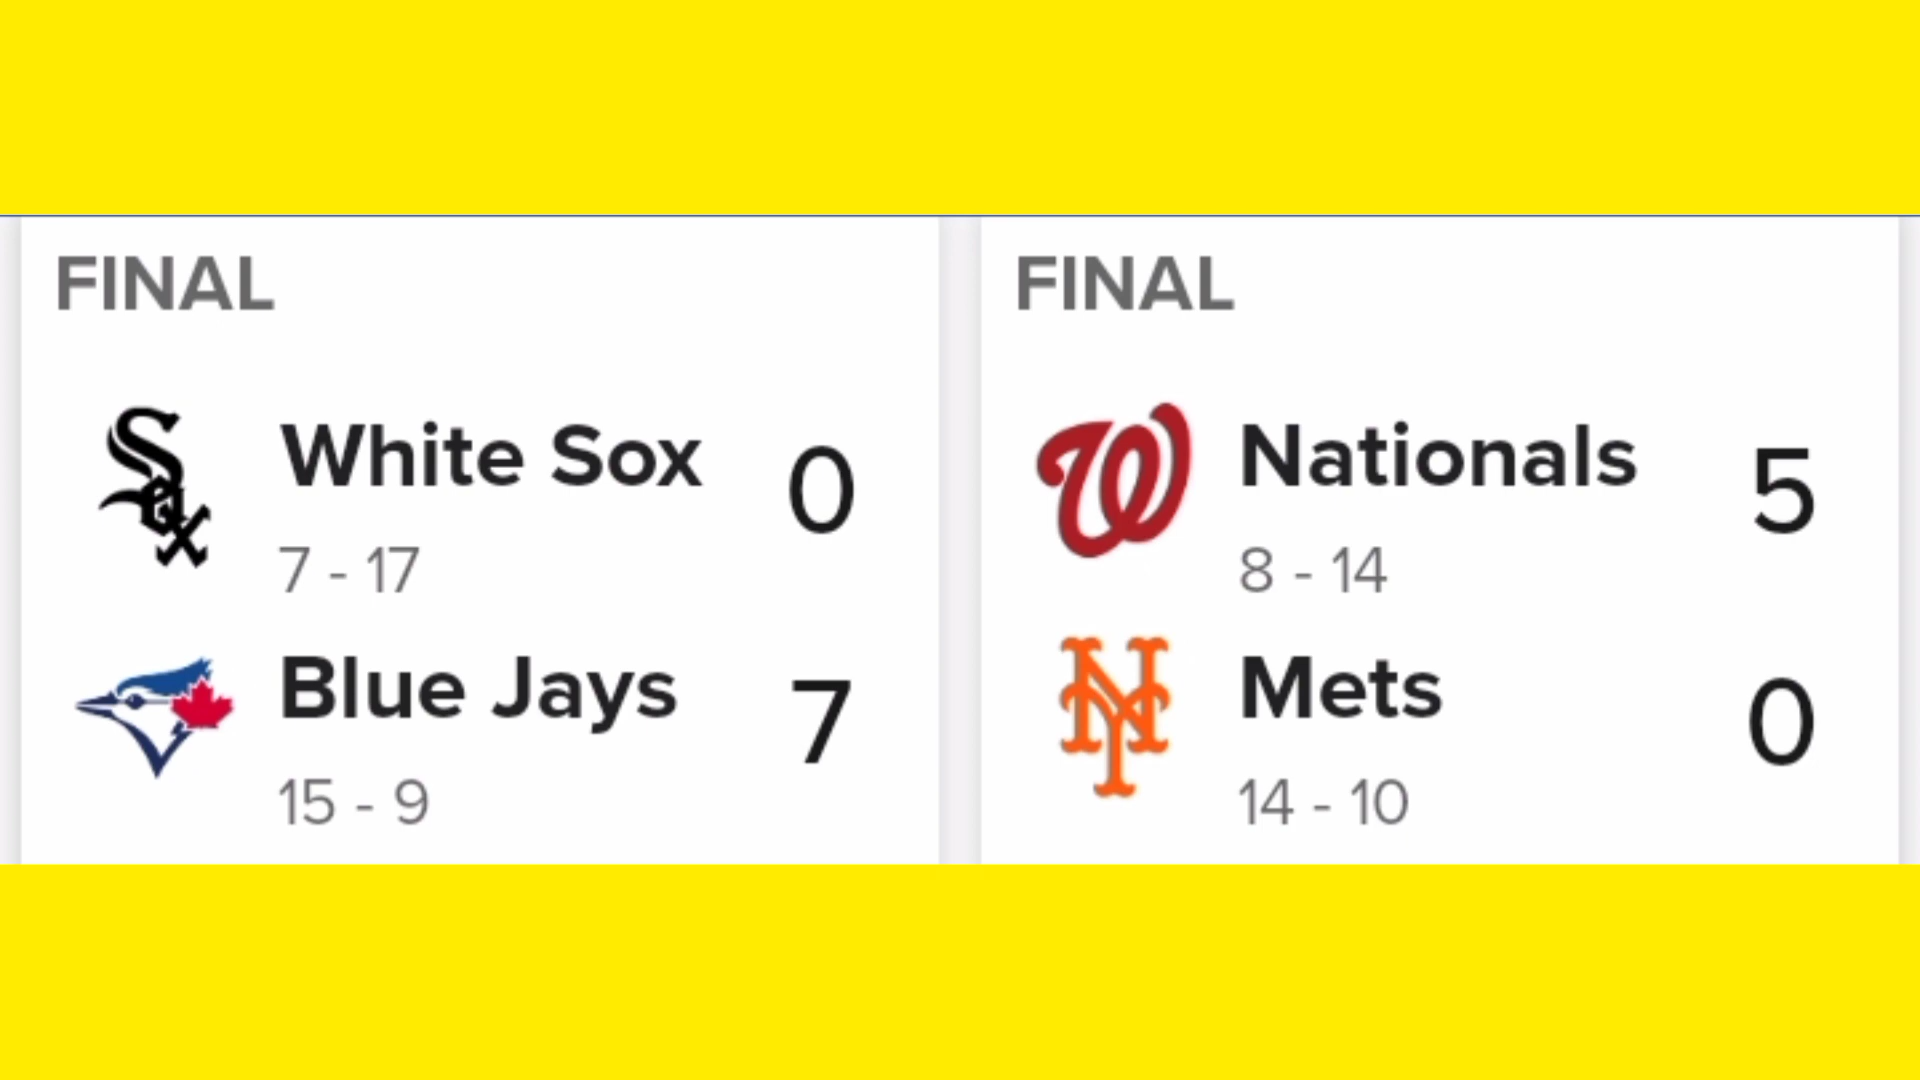 FINAL
White Sox 0
7 - 17
Blue Jays 7
15 - 9
FINAL
Nationals 5
8 - 14
Mets 0
14 - 10